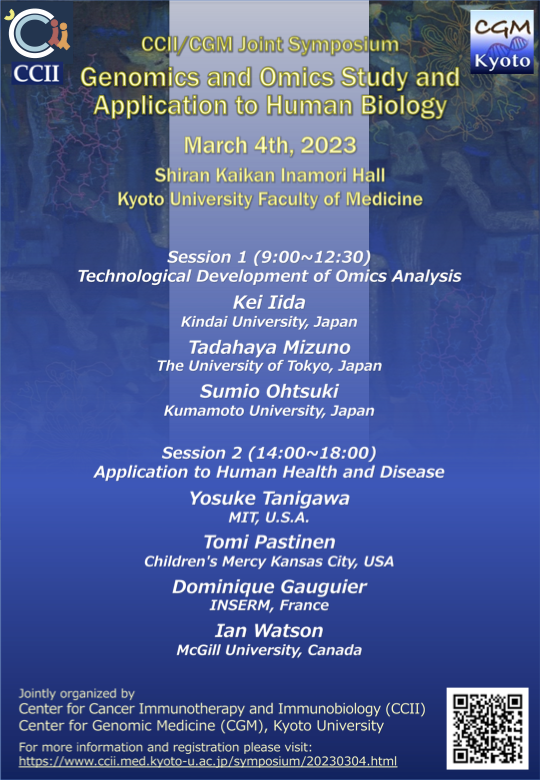 CCII
CGM
Kyoto
CCII/CGM Joint Symposium
Genomics and Omics Study and
Application to Human Biology
March 4th, 2023
Shiran Kaikan Inamori Hall
Kyoto University Faculty of Medicine
Session 1 (9:00~12:30)
Technological Development of Omics Analysis
Kei Iida
Kindai University, Japan
Tadahaya Mizuno
The University of Tokyo, Japan
Sumio Ohtsuki
Kumamoto University, Japan
Session 2 (14:00~18:00)
Application to Human Health and Disease
Yosuke Tanigawa
MIT, U.S.A.
Tomi Pastinen
Children's Mercy Kansas City, USA
Dominique Gauguier
INSERM, France
Ian Watson
McGill University, Canada
Jointly organized by
Center for Cancer Immunotherapy and Immunobiology (CCII)
Center for Genomic Medicine (CGM), Kyoto University
For more information and registration please visit:
https://www.ccii.med.kyoto-u.ac.jp/symposium/20230304.html